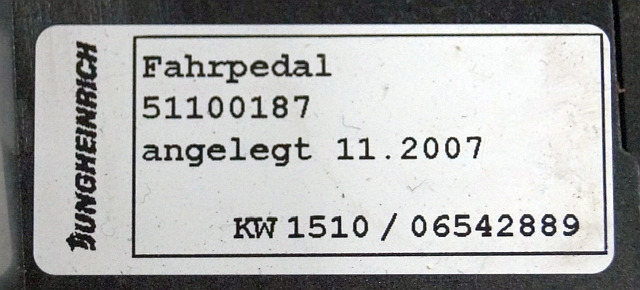 JUNGHEINRICH
Fahrpedal
51100187
angelegt 11.2007
KW 1510 / 06542889